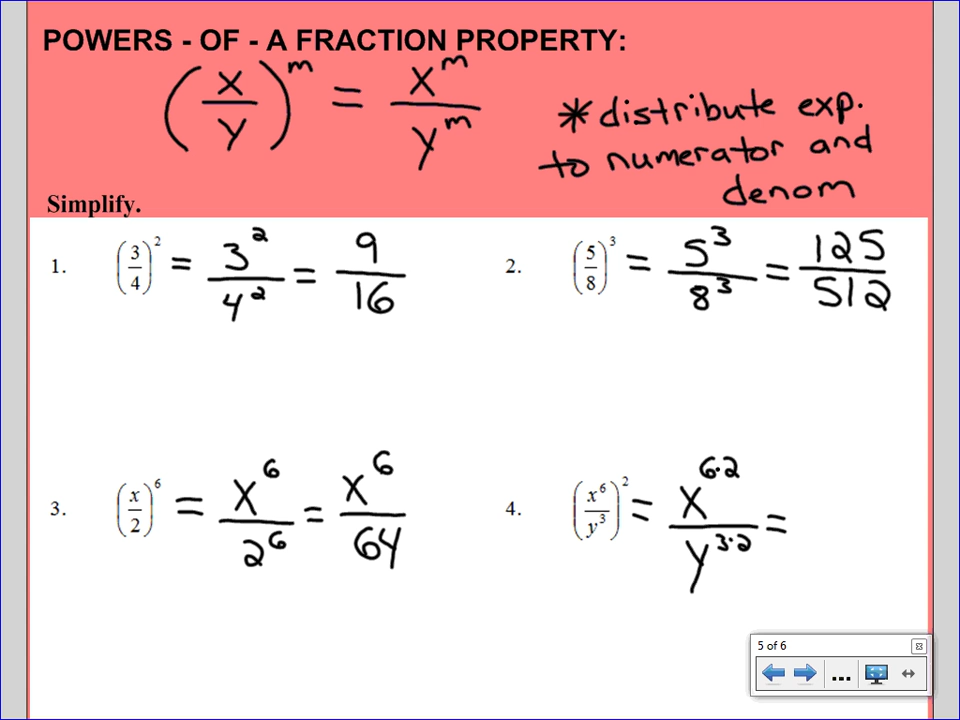 POWERS - OF - A FRACTION PROPERTY:
(x/y)^m = x^m/y^m
* distribute exp.
to numerator and
denom
Simplify.
1. (3/4)^2 = 3^2/4^2 = 9/16
2. (5/8)^3 = 5^3/8^3 = 125/512
3. (x/2)^6 = x^6/2^6 = x^6/64
4. (x^6/y^3)^2 = x^6·2/y^3·2 =
5 of 6
...